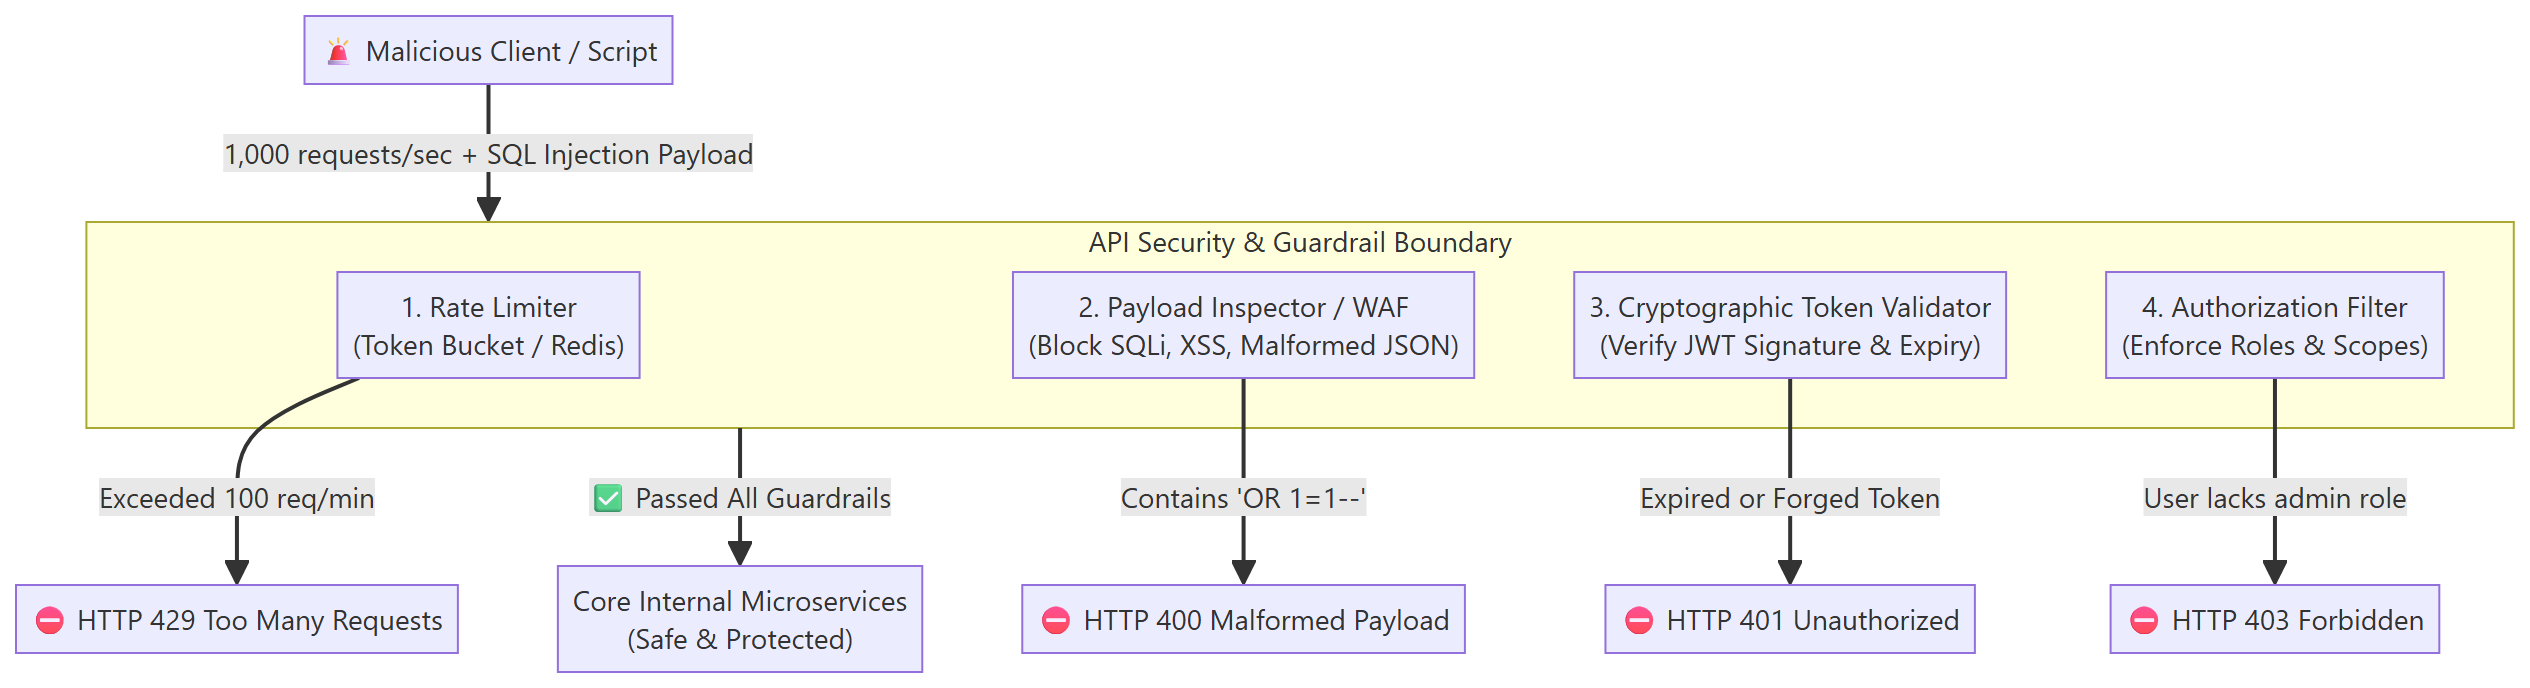 🚨 Malicious Client / Script
1,000 requests/sec + SQL Injection Payload
API Security & Guardrail Boundary
1. Rate Limiter
(Token Bucket / Redis)
2. Payload Inspector / WAF
(Block SQLi, XSS, Malformed JSON)
3. Cryptographic Token Validator
(Verify JWT Signature & Expiry)
4. Authorization Filter
(Enforce Roles & Scopes)
Exceeded 100 req/min
✅ Passed All Guardrails
Contains 'OR 1=1--'
Expired or Forged Token
User lacks admin role
⛔ HTTP 429 Too Many Requests
Core Internal Microservices
(Safe & Protected)
⛔ HTTP 400 Malformed Payload
⛔ HTTP 401 Unauthorized
⛔ HTTP 403 Forbidden